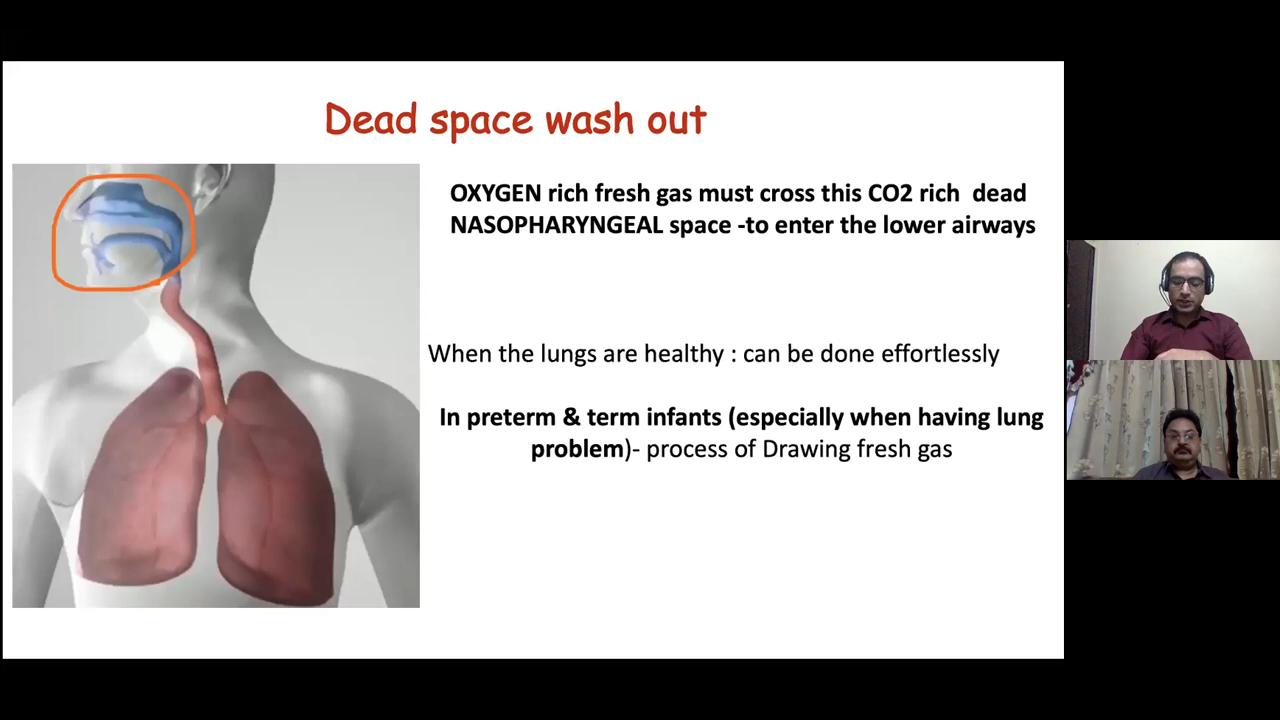 Dead space wash out
OXYGEN rich fresh gas must cross this CO2 rich dead
NASOPHARYNGEAL space -to enter the lower airways
When the lungs are healthy : can be done effortlessly
In preterm & term infants (especially when having lung
problem)- process of Drawing fresh gas